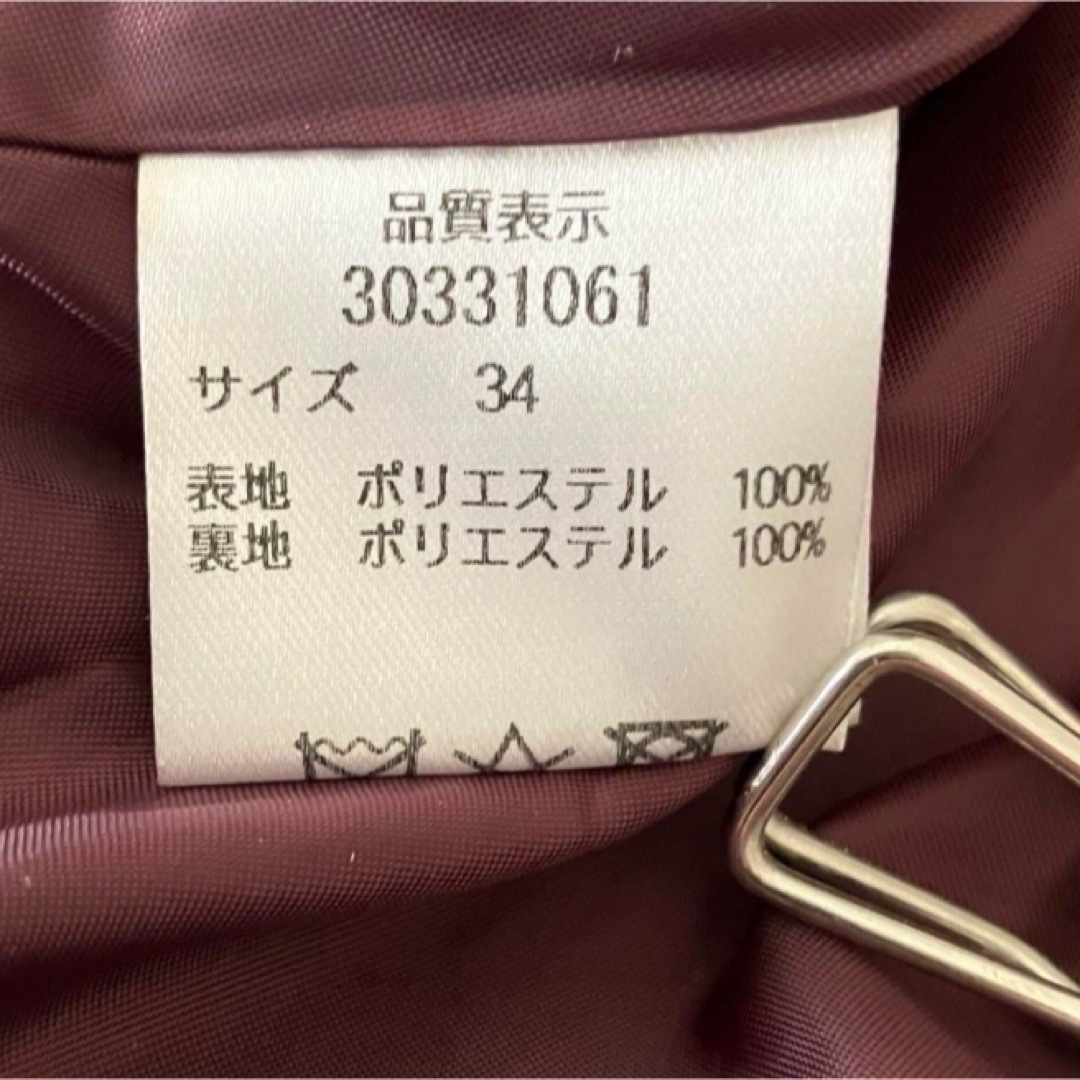 品質表示
30331061
サイズ 34
表地 ポリエステル 100%
裏地 ポリエステル 100%